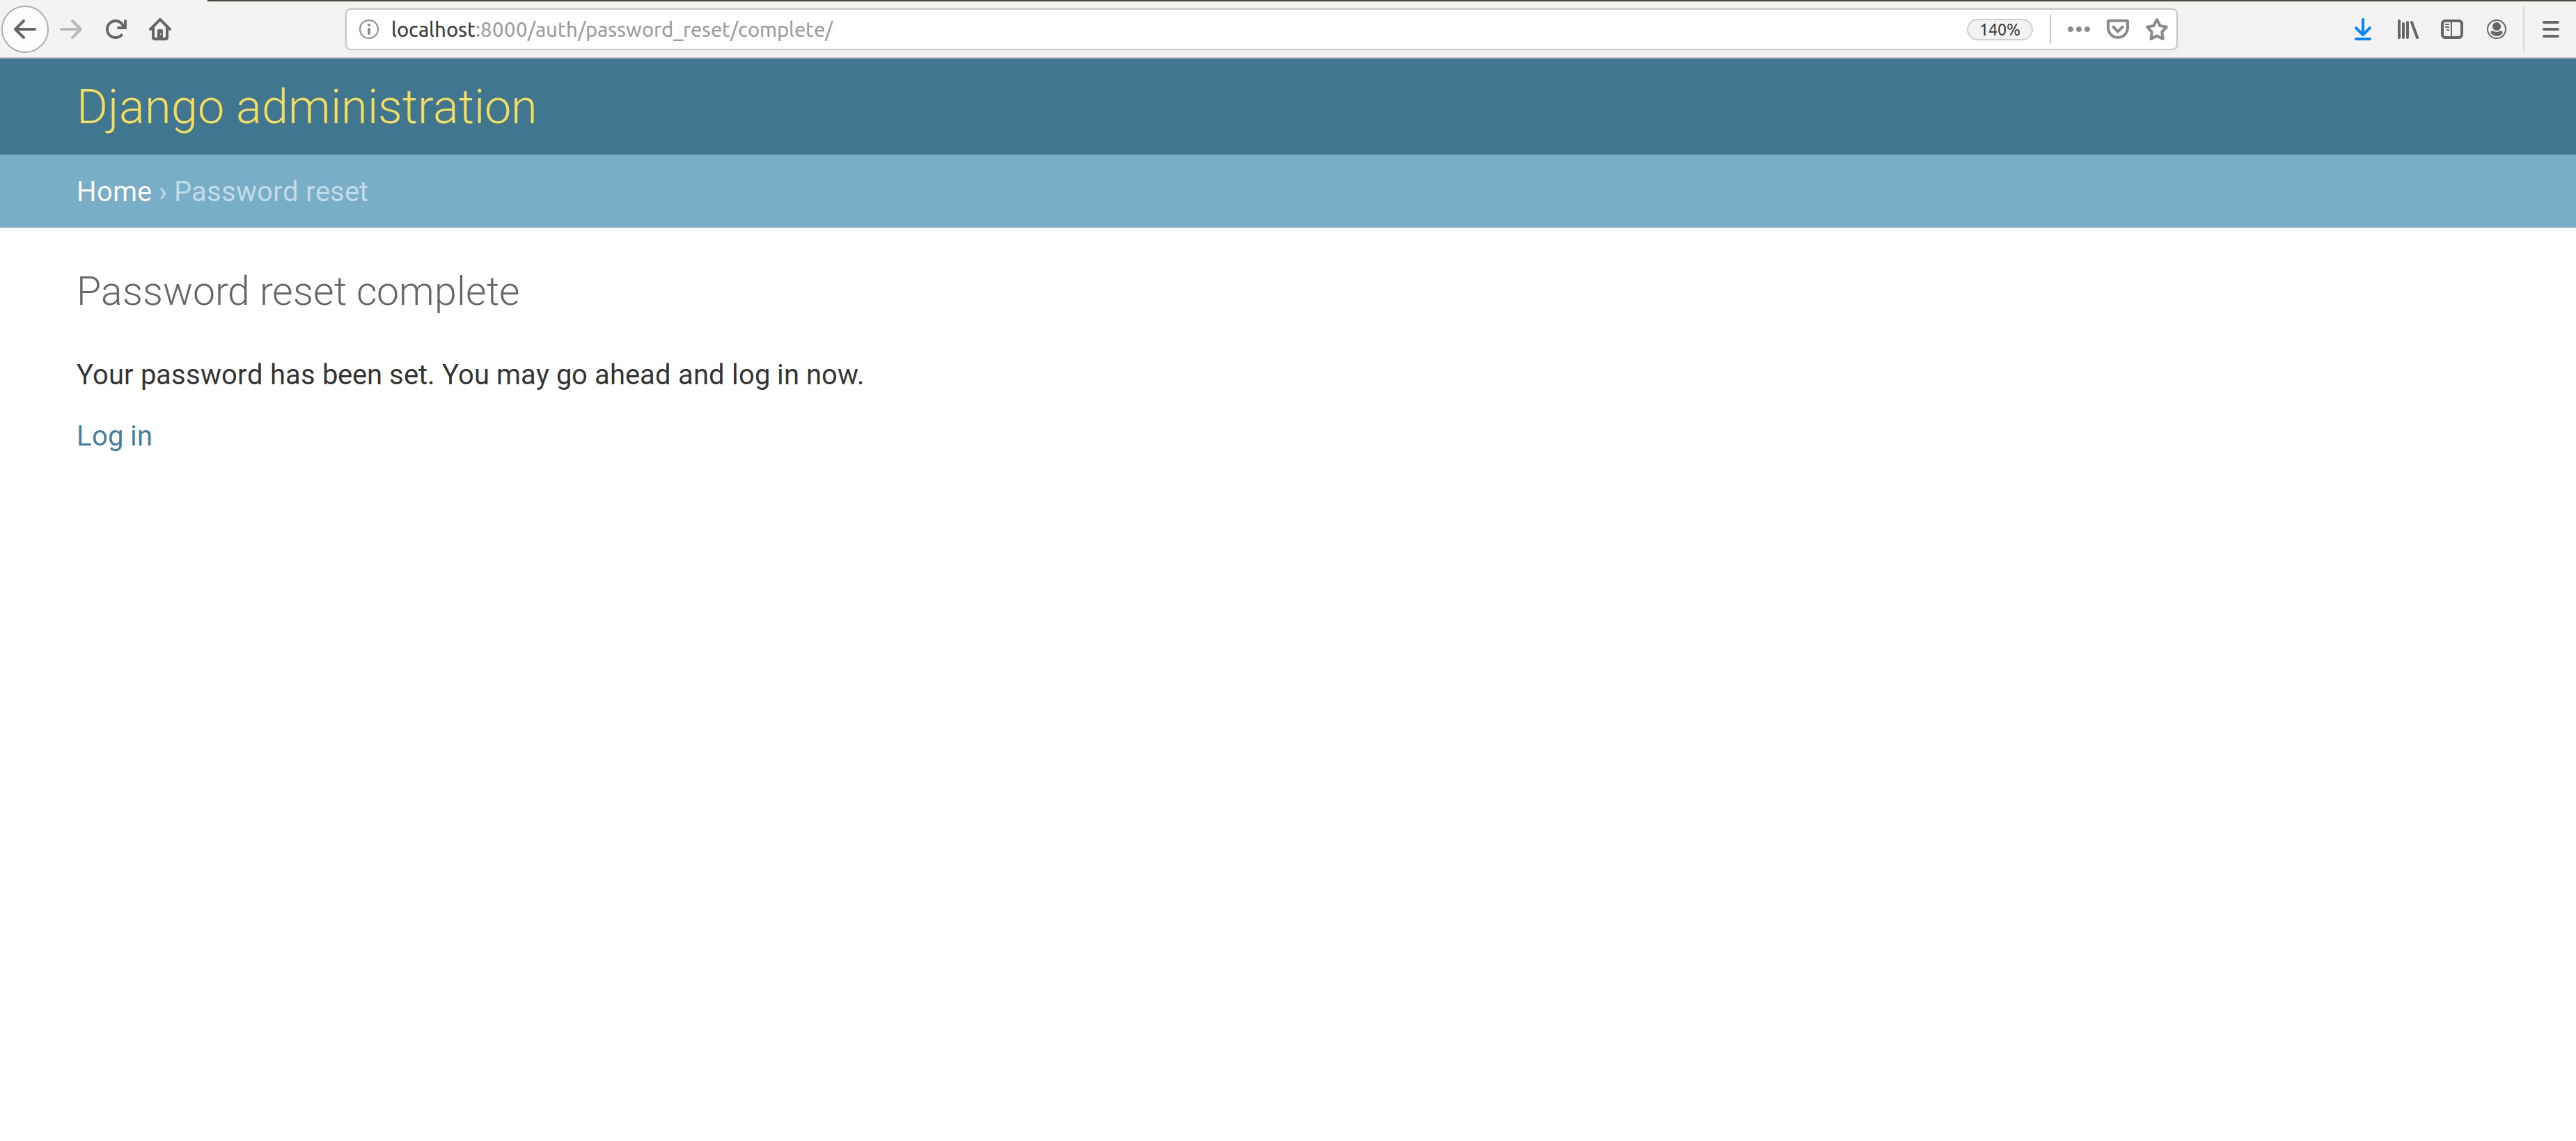 localhost:8000/auth/password_reset/complete/
140%
Django administration
Home › Password reset
Password reset complete
Your password has been set. You may go ahead and log in now.
Log in